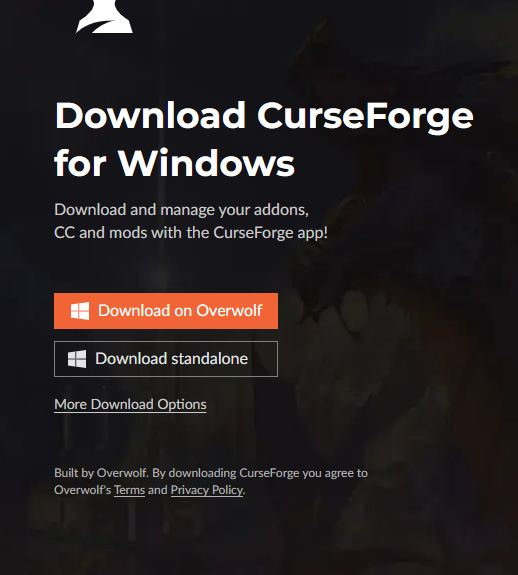 Download CurseForge
for Windows
Download and manage your addons,
CC and mods with the CurseForge app!
Download on Overwolf
Download standalone
More Download Options
Built by Overwolf. By downloading CurseForge you agree to
Overwolf's Terms and Privacy Policy.